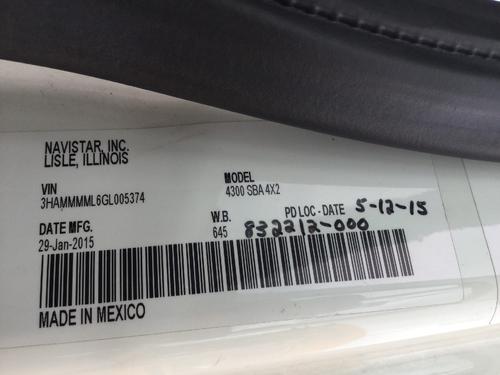 NAVISTAR, INC.
LISLE, ILLINOIS
VIN
3HAMMMML6GL005374
MODEL
4300 SBA 4X2
DATE MFG.
29-Jan-2015
W.B.
645
PD LOC - DATE 5-12-15
832212-000
MADE IN MEXICO